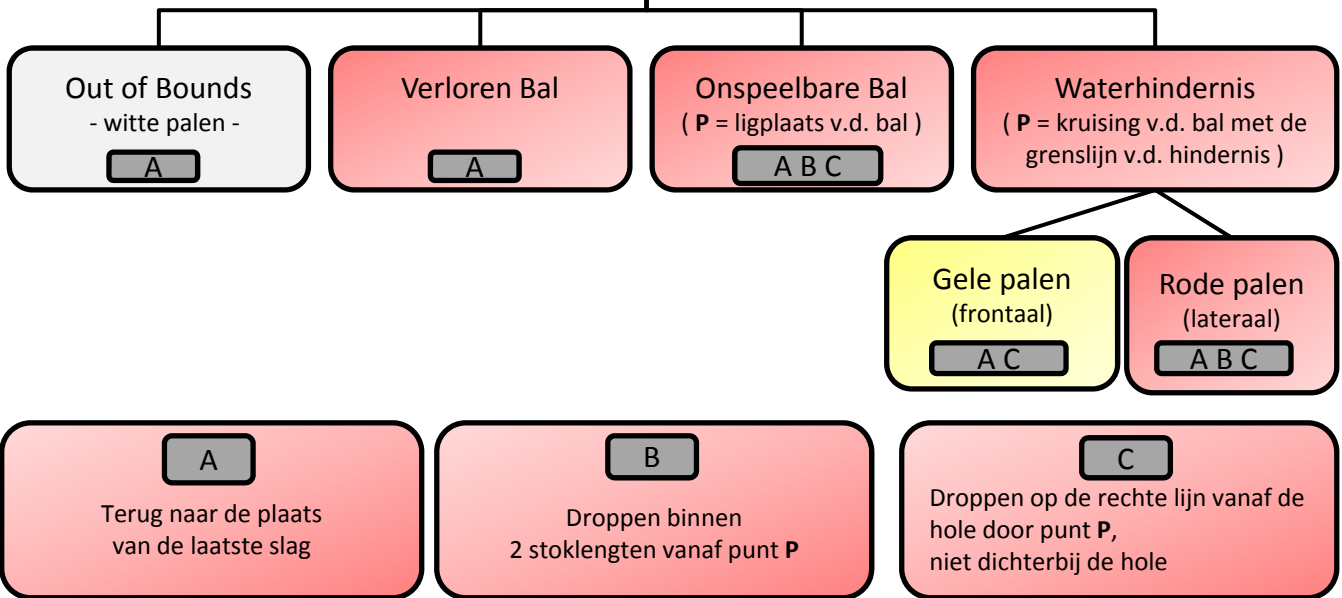 Out of Bounds
- witte palen -
A
Verloren Bal
A
Onspeelbare Bal
( P = ligplaats v.d. bal )
A B C
Waterhindernis
( P = kruising v.d. bal met de
grenslijn v.d. hindernis )
Gele palen
(frontaal)
A C
Rode palen
(lateraal)
A B C
A
Terug naar de plaats
van de laatste slag
B
Droppen binnen
2 stoklengten vanaf punt P
C
Droppen op de rechte lijn vanaf de
hole door punt P,
niet dichterbij de hole